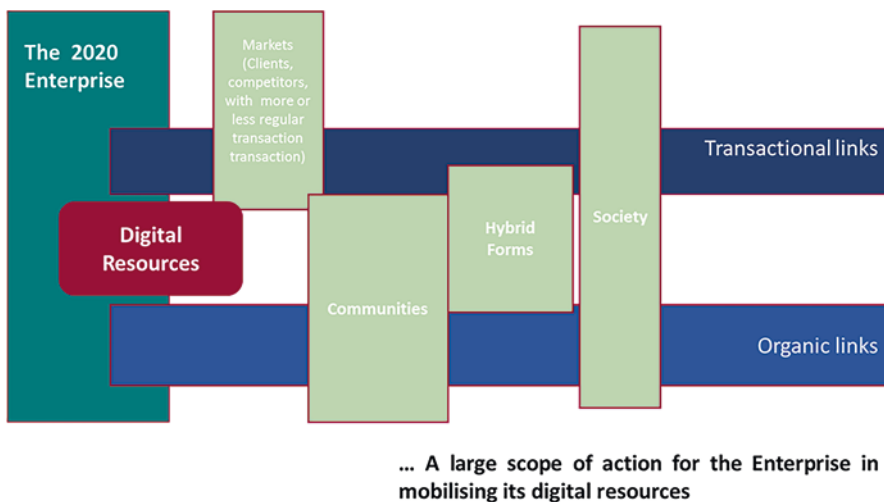 The 2020
Enterprise
Markets
(Clients,
competitors,
with more or
less regular
transaction
transaction)
Transactional links
Digital
Resources
Hybrid
Forms
Society
Communities
Organic links
... A large scope of action for the Enterprise in
mobilising its digital resources